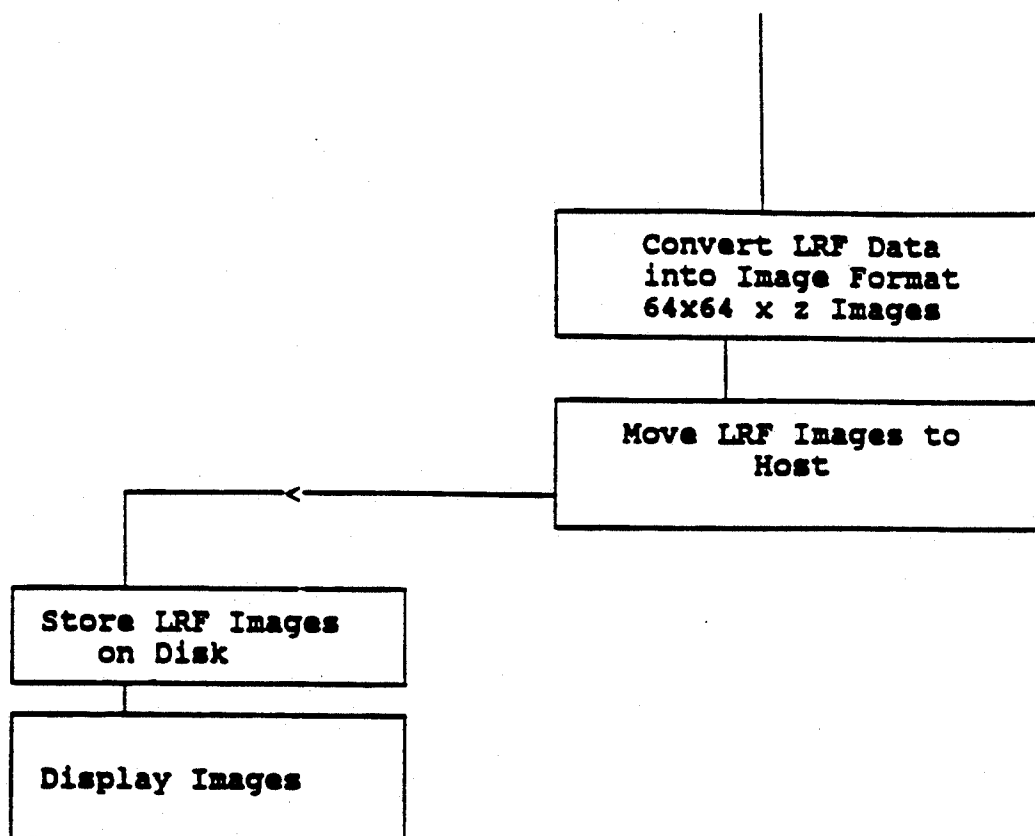 Convert LRF Data
into Image Format
64x64 x z Images
Move LRF Images to
Host
Store LRF Images
on Disk
Display Images